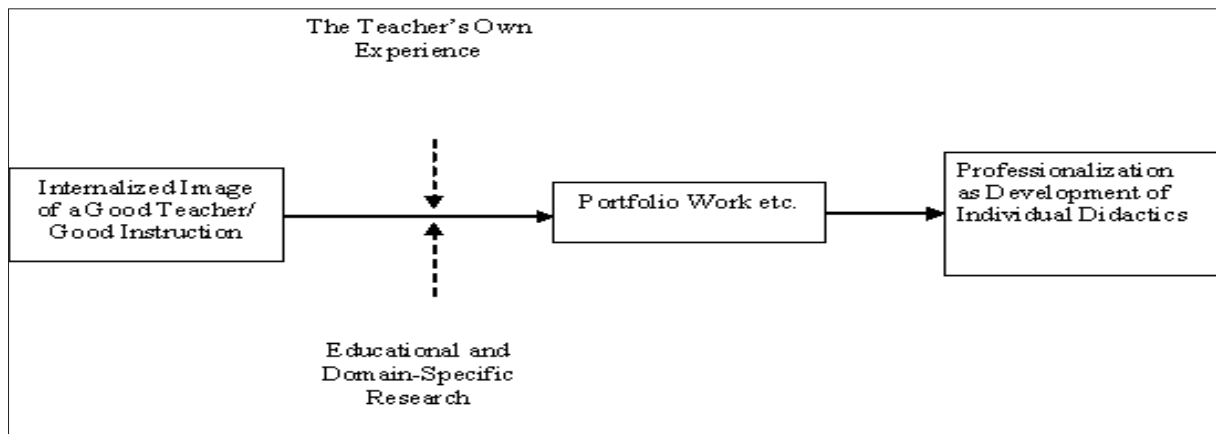 The Teacher's Own
Experience
Internalized Image
of a Good Teacher/
Good Instruction
Portfolio Work etc.
Professionalization
as Development of
Individual Didactics
Educational and
Domain-Specific
Research